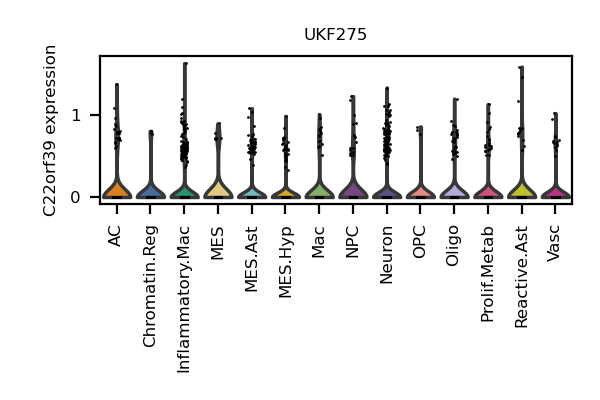 UKF275
C22orf39 expression
1
0
AC
Chromatin.Reg
Inflammatory.Mac
MES
MES.Ast
MES.Hyp
Mac
NPC
Neuron
OPC
Oligo
Prolif.Metab
Reactive.Ast
Vasc